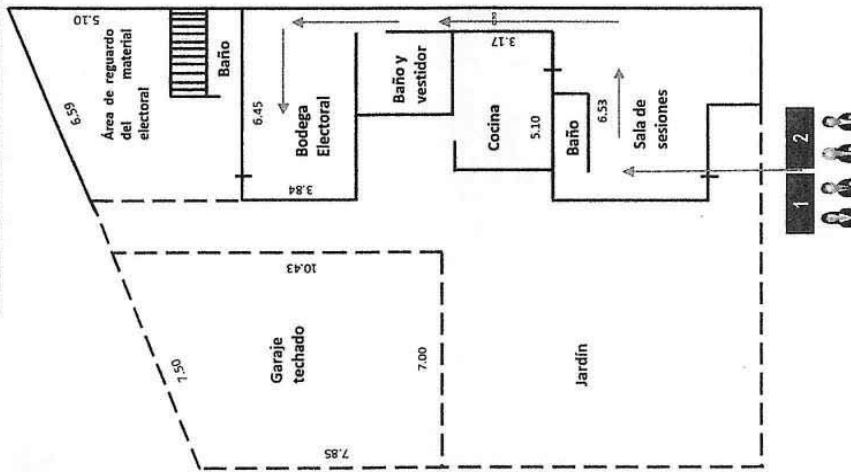 5.10
6.59
Área de reguardo
del material
electoral
Baño
6.45
Bodega
Electoral
3.84
Baño y
vestidor
3.17
Cocina
5.10
Baño
6.53
Sala de
sesiones
7.50
10.43
Garaje
techado
7.00
7.85
Jardín
1
2